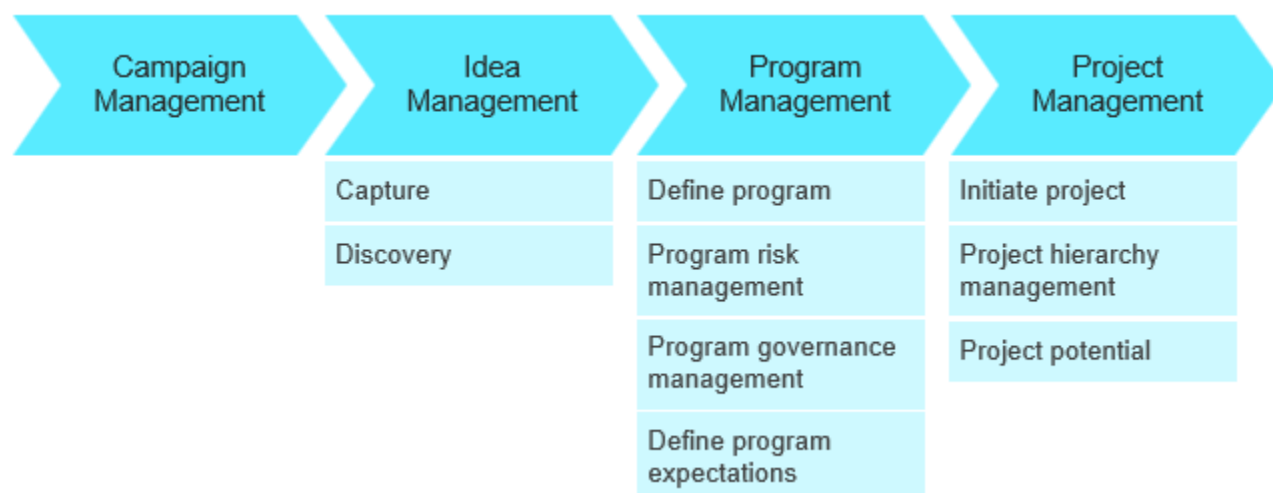 Campaign
Management
Idea
Management
Program
Management
Project
Management
Capture
Discovery
Define program
Program risk
management
Program governance
management
Define program
expectations
Initiate project
Project hierarchy
management
Project potential